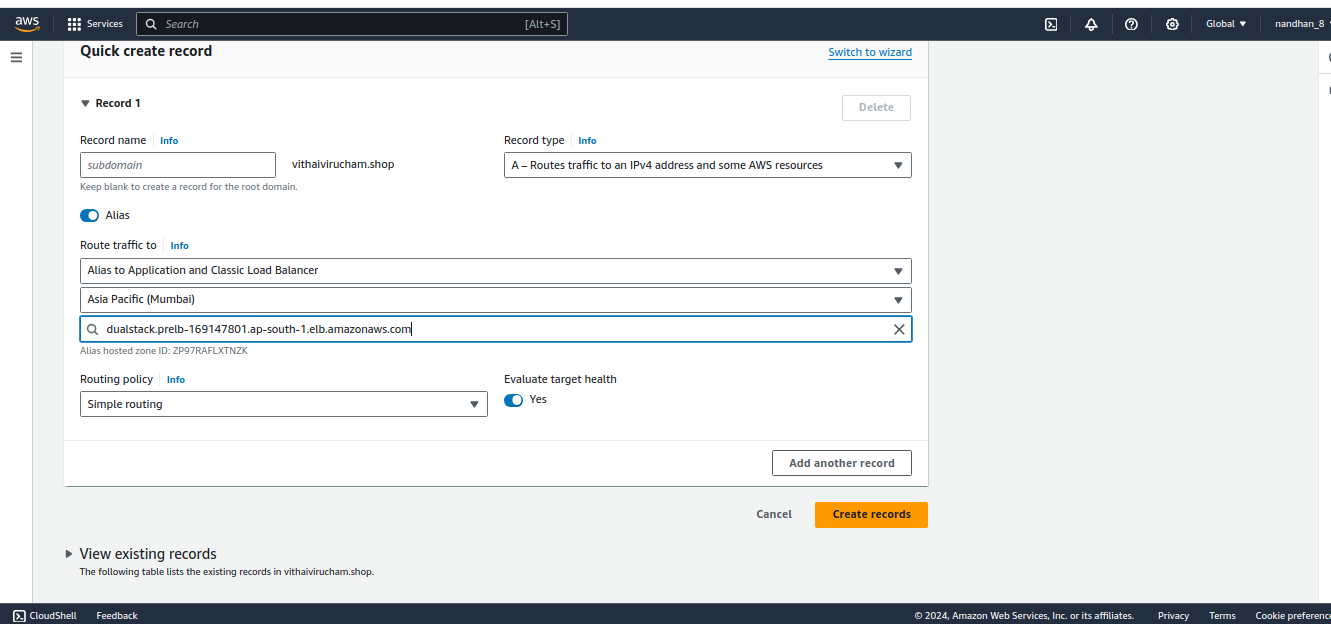 aws Services Search [Alt+S] Global nandhan_8
Quick create record Switch to wizard
Record 1 Delete
Record name Info Record type Info
subdomain vithaivirucham.shop A – Routes traffic to an IPv4 address and some AWS resources
Keep blank to create a record for the root domain.
Alias
Route traffic to Info
Alias to Application and Classic Load Balancer
Asia Pacific (Mumbai)
dualstack.prelb-169147801.ap-south-1.elb.amazonaws.com
Alias hosted zone ID: ZP97RAFLXTNZK
Routing policy Info Evaluate target health
Simple routing Yes
Add another record
Cancel Create records
View existing records
The following table lists the existing records in vithaivirucham.shop.
CloudShell Feedback © 2024, Amazon Web Services, Inc. or its affiliates. Privacy Terms Cookie preferenc